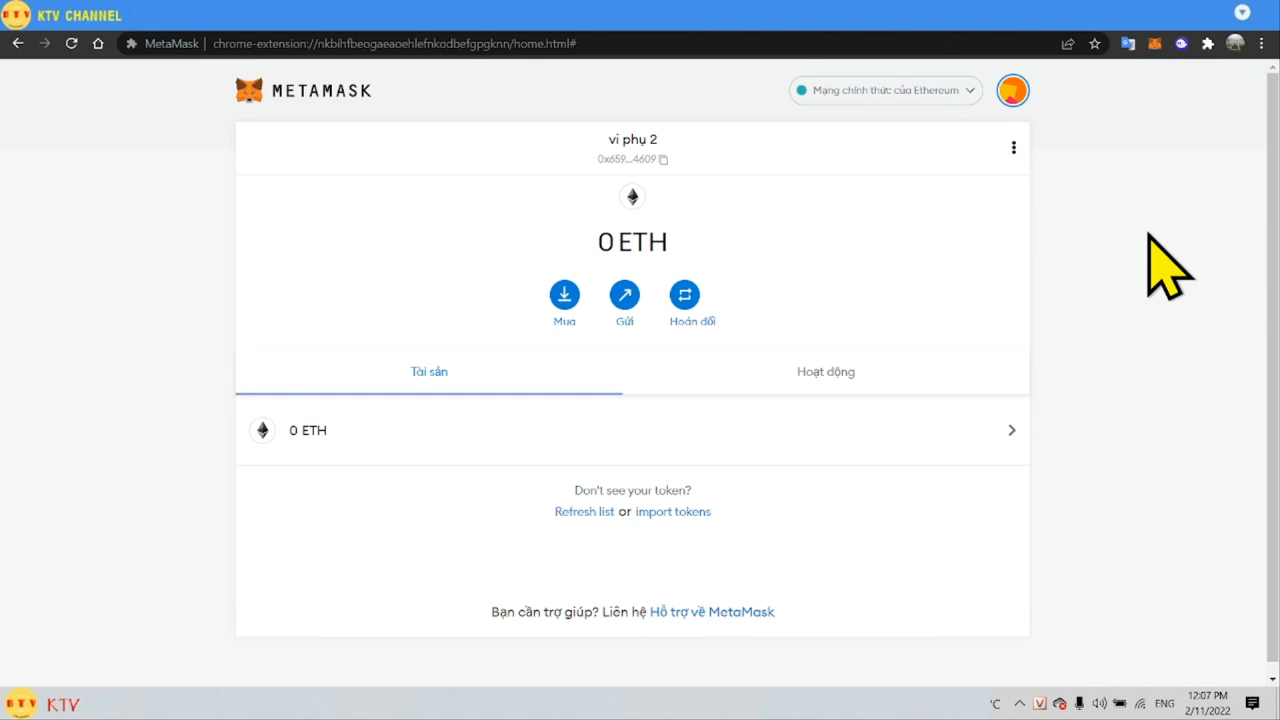 KTV CHANNEL
MetaMask | chrome-extension://nkbihfbeogaeaoehlefnkodbefgpgknn/home.html#
METAMASK
Mạng chính thức của Ethereum
ví phụ 2
0x659...4609
0 ETH
Mua
Gửi
Hoán đổi
Tài sản
Hoạt động
0 ETH
Don't see your token?
Refresh list or import tokens
Bạn cần trợ giúp? Liên hệ Hỗ trợ về MetaMask
KTV
°C
ENG
12:07 PM
2/11/2022